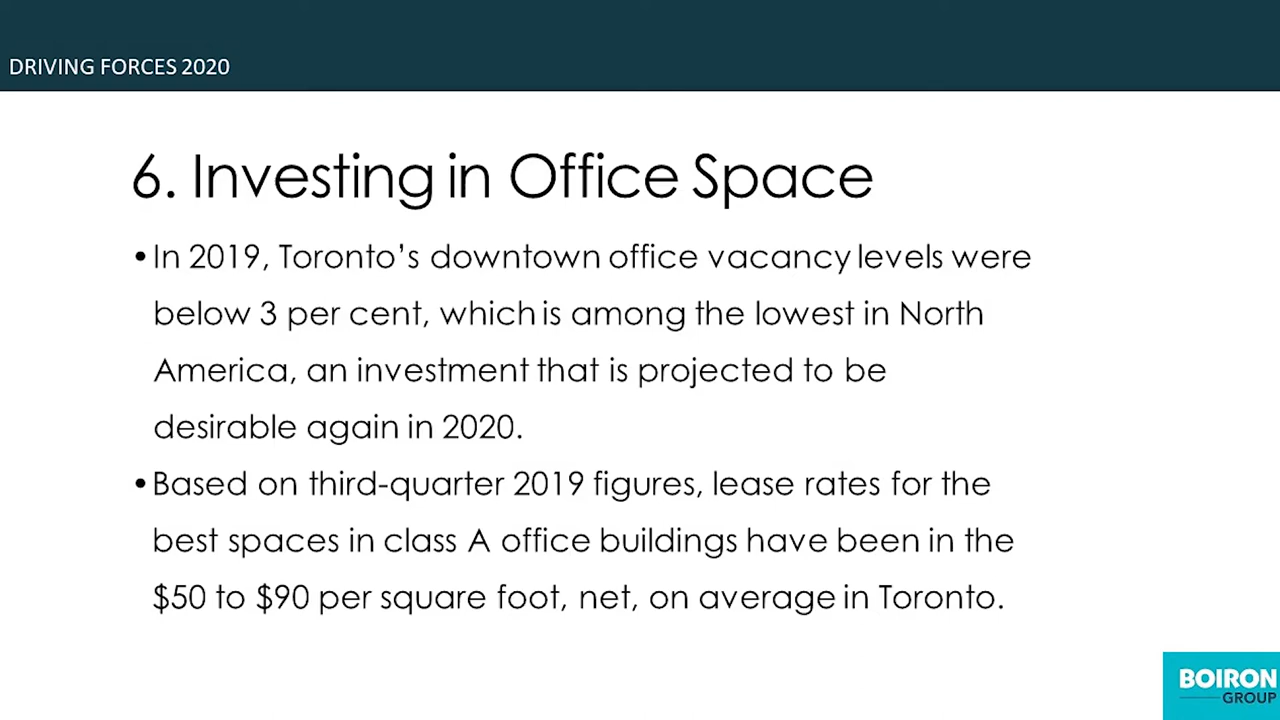 DRIVING FORCES 2020
6. Investing in Office Space
•In 2019, Toronto’s downtown office vacancy levels were
below 3 per cent, which is among the lowest in North
America, an investment that is projected to be
desirable again in 2020.
•Based on third-quarter 2019 figures, lease rates for the
best spaces in class A office buildings have been in the
$50 to $90 per square foot, net, on average in Toronto.
BOIRON
GROUP